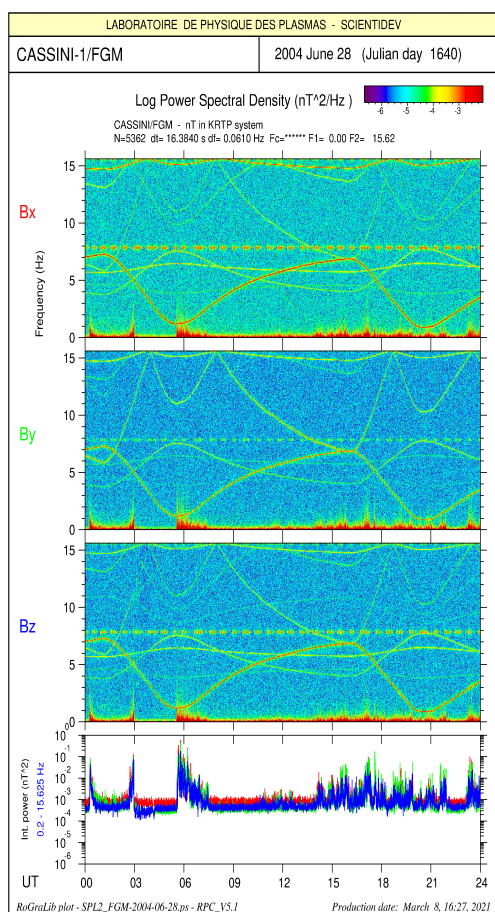 LABORATOIRE DE PHYSIQUE DES PLASMAS - SCIENTIDEV
CASSINI-1/FGM
2004 June 28 (Julian day 1640)
Log Power Spectral Density (nT^2/Hz )
-6 -5 -4 -3
CASSINI/FGM - nT in KRTP system
N=5362 dt= 16.3840 s df= 0.0610 Hz Fc=****** F1= 0.00 F2= 15.62
Bx
Frequency (Hz)
15
10
5
0
By
15
10
5
0
Bz
15
10
5
0
0
Int. power (nT^2)
0.2 - 15.625 Hz
10^0
10^-1
10^-2
10^-3
10^-4
10^-5
10^-6
UT
00 03 06 09 12 15 18 21 24
RoGraLib plot - SPL2_FGM-2004-06-28.ps - RPC_V5.1
Production date: March 8, 16:27, 2021